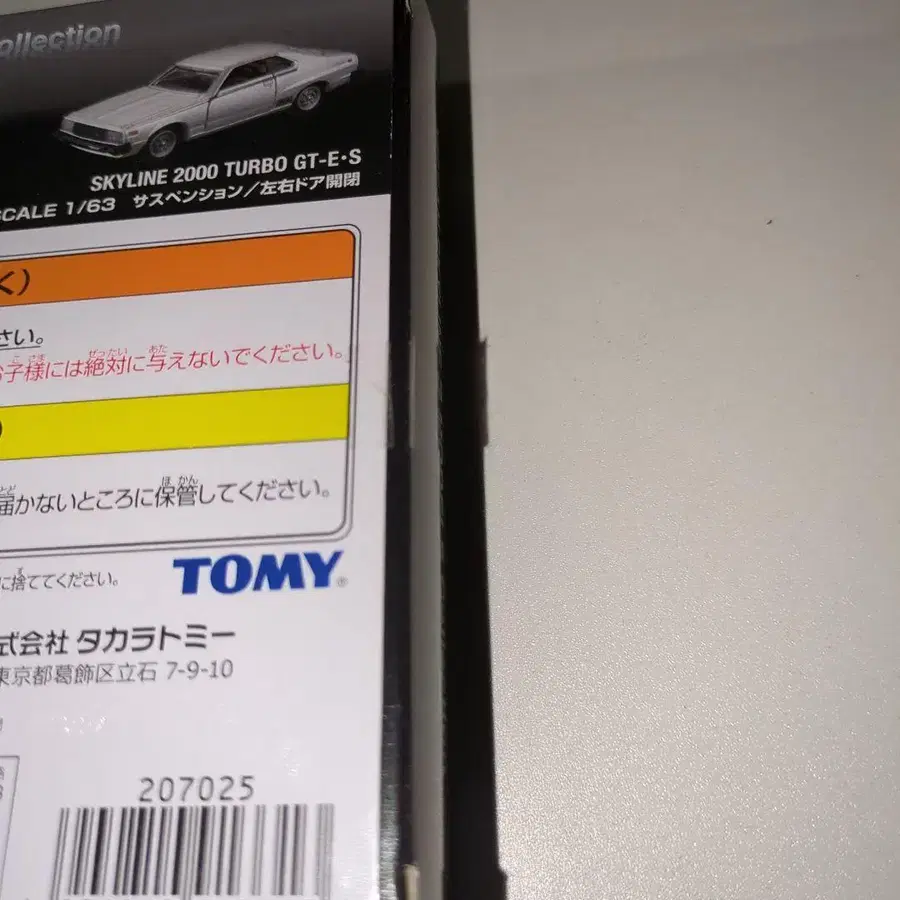 ollection
SKYLINE 2000 TURBO GT-E・S
SCALE 1/63 サスペンション／左右ドア開閉
く）
さい。
お子様には絶対に与えないでください。
）
届かないところに保管してください。
に捨ててください。
TOMY®
式会社 タカラトミー
東京都葛飾区立石 7-9-10
207025